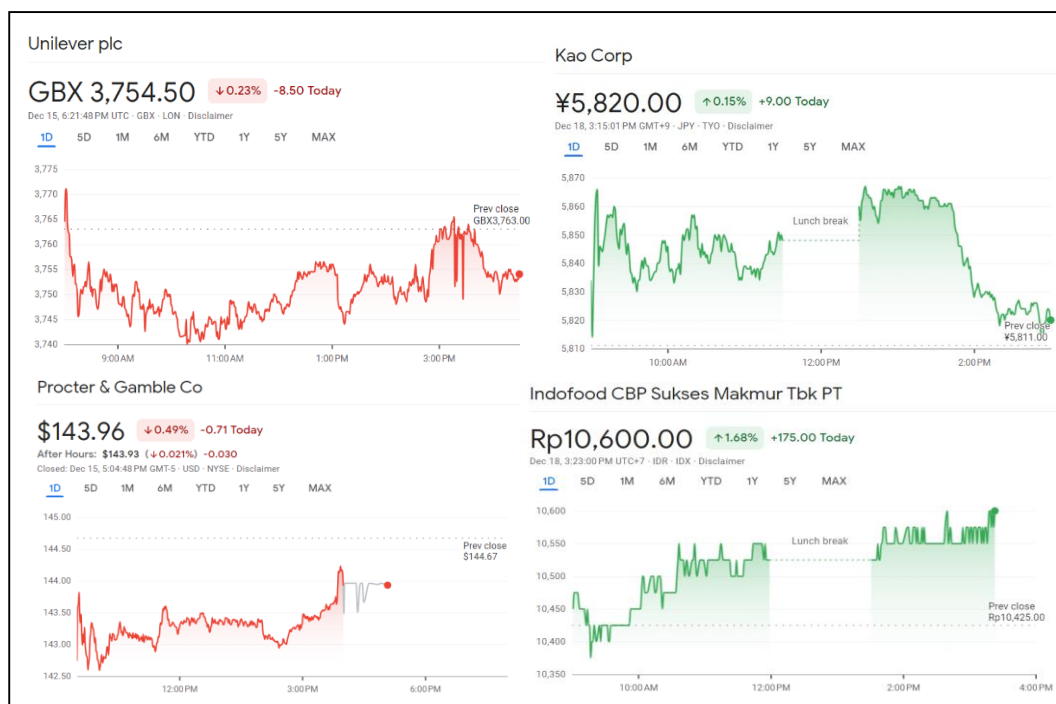 Unilever plc
GBX 3,754.50 ↓0.23% -8.50 Today
Dec 15, 6:21:48 PM UTC · GBX · LON · Disclaimer
1D 5D 1M 6M YTD 1Y 5Y MAX
3,775
3,770
3,765
3,760
3,755
3,750
3,745
3,740
Prev close
GBX3,763.00
9:00 AM 11:00 AM 1:00 PM 3:00 PM
Kao Corp
¥5,820.00 ↑0.15% +9.00 Today
Dec 18, 3:15:01 PM GMT+9 · JPY · TYO · Disclaimer
1D 5D 1M 6M YTD 1Y 5Y MAX
5,870
5,860
5,850
5,840
5,830
5,820
5,810
Lunch break
Prev close
¥5,811.00
10:00 AM 12:00 PM 2:00 PM
Procter & Gamble Co
$143.96 ↓0.49% -0.71 Today
After Hours: $143.93 (↓0.021%) -0.030
Closed: Dec 15, 5:04:48 PM GMT-5 · USD · NYSE · Disclaimer
1D 5D 1M 6M YTD 1Y 5Y MAX
145.00
144.50
144.00
143.50
143.00
142.50
Prev close
$144.67
12:00 PM 3:00 PM 6:00 PM
Indofood CBP Sukses Makmur Tbk PT
Rp10,600.00 ↑1.68% +175.00 Today
Dec 18, 3:23:00 PM UTC+7 · IDR · IDX · Disclaimer
1D 5D 1M 6M YTD 1Y 5Y MAX
10,600
10,550
10,500
10,450
10,400
10,350
Lunch break
Prev close
Rp10,425.00
10:00 AM 12:00 PM 2:00 PM 4:00 PM